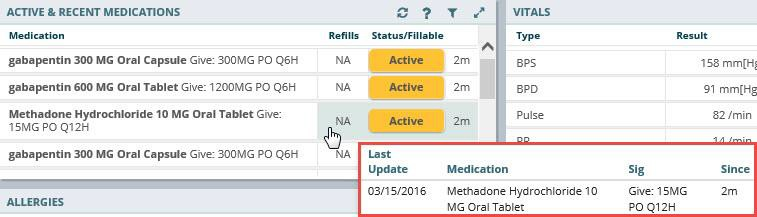 ACTIVE & RECENT MEDICATIONS ?
Medication Refills Status/Fillable
gabapentin 300 MG Oral Capsule Give: 300MG PO Q6H NA Active 2m
gabapentin 600 MG Oral Tablet Give: 1200MG PO Q6H NA Active 2m
Methadone Hydrochloride 10 MG Oral Tablet Give:
15MG PO Q12H NA Active 2m
gabapentin 300 MG Oral Capsule Give: 300MG PO Q6H NA
ALLERGIES
VITALS
Type Result
BPS 158 mm[Hg
BPD 91 mm[Hg
Pulse 82 /min
14 /min
Last
Update Medication Sig Since
03/15/2016 Methadone Hydrochloride 10 Give: 15MG 2m
MG Oral Tablet PO Q12H